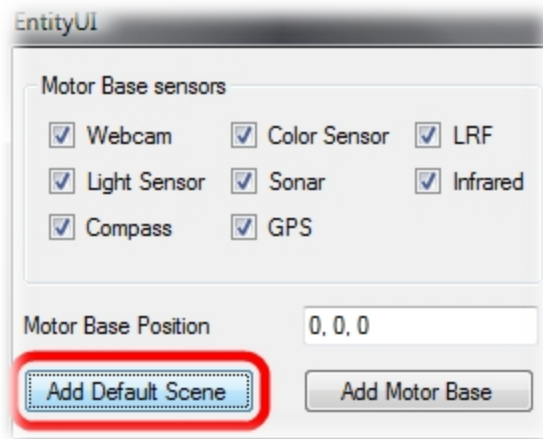 EntityUI
Motor Base sensors
Webcam Color Sensor LRF
Light Sensor Sonar Infrared
Compass GPS
Motor Base Position 0, 0, 0
Add Default Scene Add Motor Base